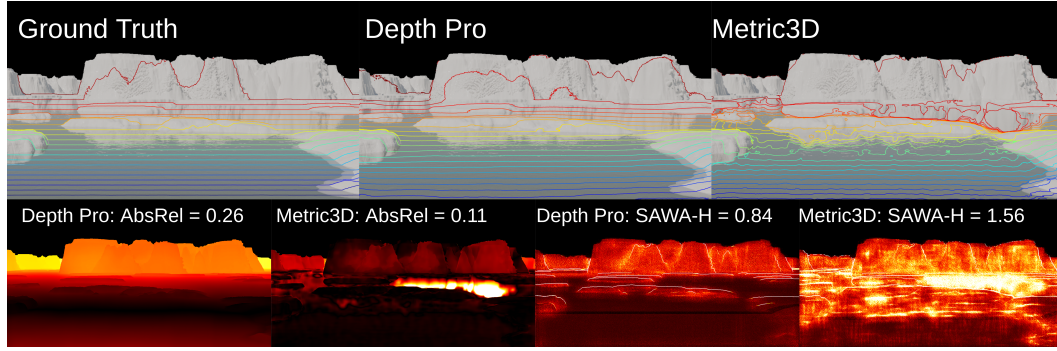 Ground Truth
Depth Pro
Metric3D
Depth Pro: AbsRel = 0.26
Metric3D: AbsRel = 0.11
Depth Pro: SAWA-H = 0.84
Metric3D: SAWA-H = 1.56